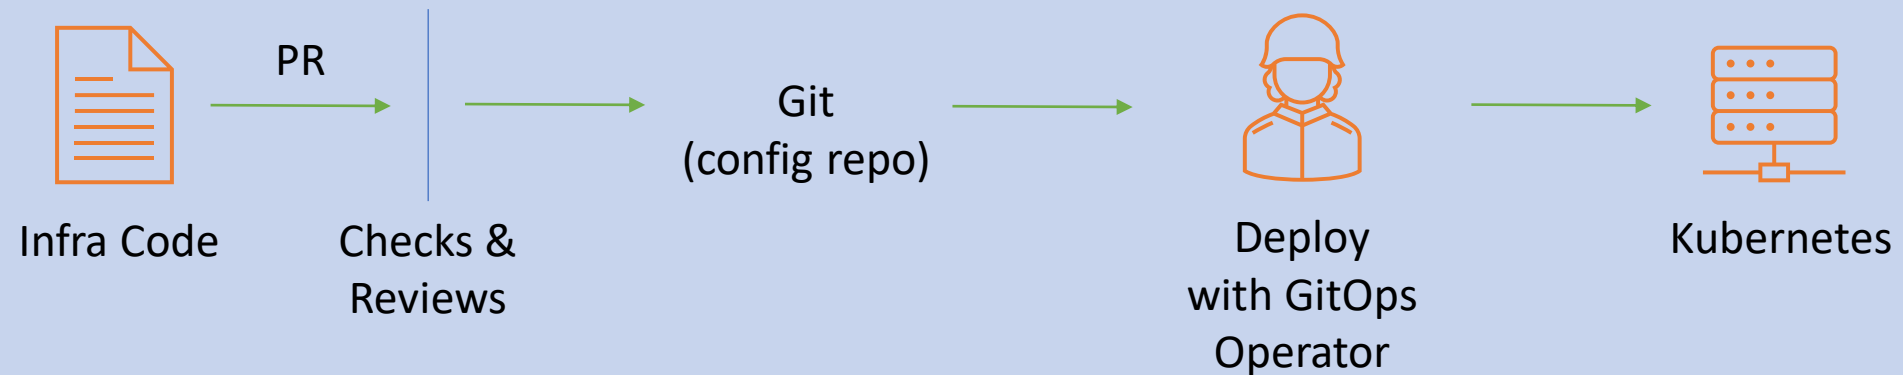 PR
Infra Code
Checks &
Reviews
Git
(config repo)
Deploy
with GitOps
Operator
Kubernetes